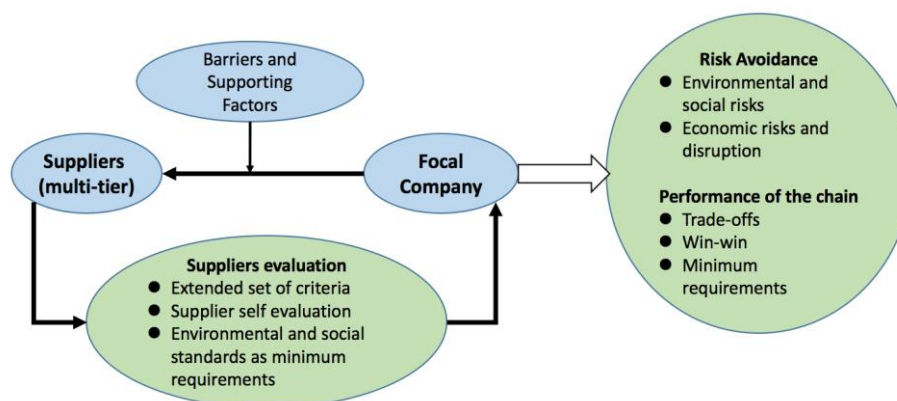 Barriers and
Supporting
Factors
Suppliers
(multi-tier)
Focal
Company
Risk Avoidance
● Environmental and
social risks
● Economic risks and
disruption
Performance of the chain
● Trade-offs
● Win-win
● Minimum
requirements
Suppliers evaluation
● Extended set of criteria
● Supplier self evaluation
● Environmental and social
standards as minimum
requirements